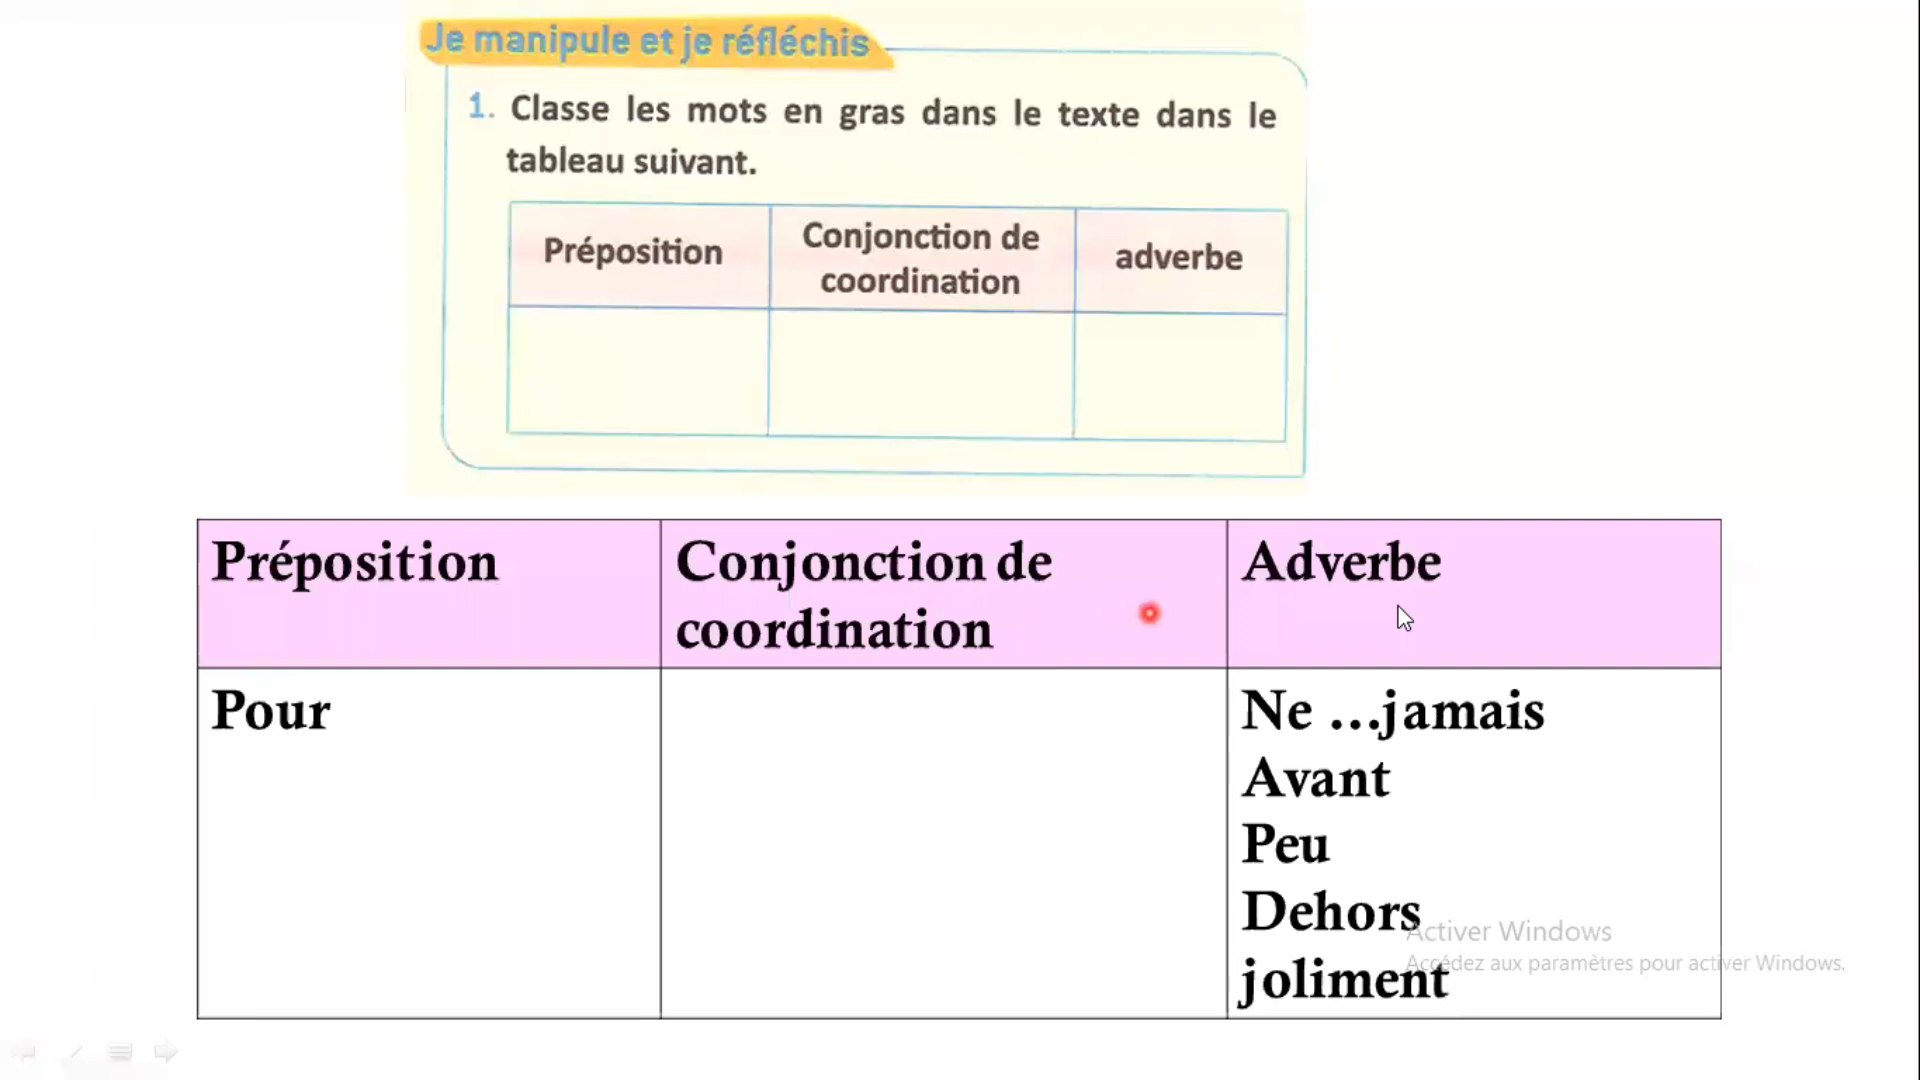 Je manipule et je réfléchis
1. Classe les mots en gras dans le texte dans le
tableau suivant.
Préposition
Conjonction de
coordination
adverbe
Préposition
Conjonction de
coordination
Adverbe
Pour
Ne ...jamais
Avant
Peu
Dehors
joliment
Activer Windows
Accédez aux paramètres pour activer Windows.